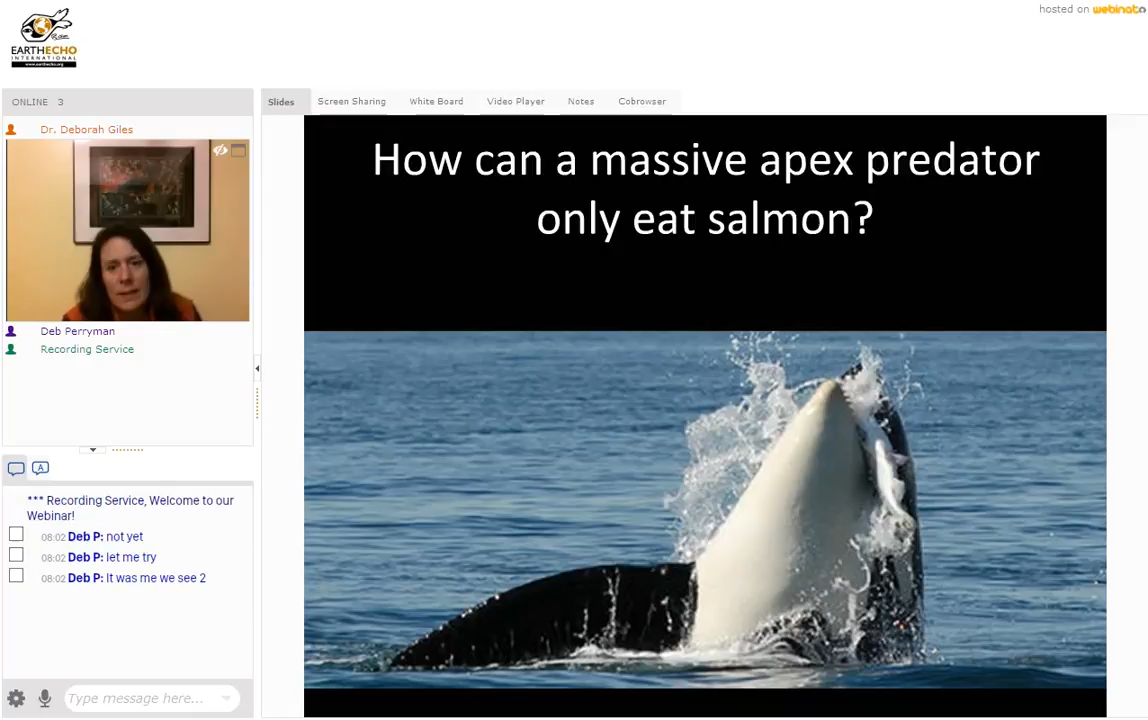 hosted on webinato
EARTHECHO
INTERNATIONAL
www.earthecho.org
ONLINE 3
Dr. Deborah Giles
Deb Perryman
Recording Service
Slides
Screen Sharing
White Board
Video Player
Notes
Cobrowser
How can a massive apex predator
only eat salmon?
A
*** Recording Service, Welcome to our
Webinar!
08:02 Deb P: not yet
08:02 Deb P: let me try
08:02 Deb P: It was me we see 2
Type message here...